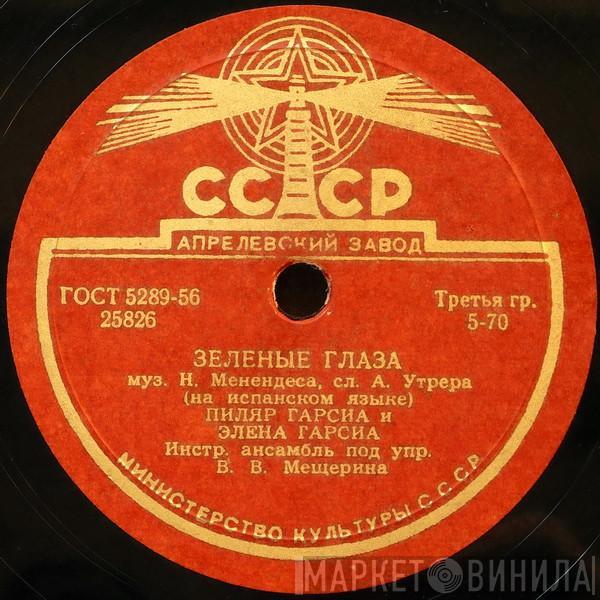 СССР
АПРЕЛЕВСКИЙ ЗАВОД
ГОСТ 5289-56
25826
Третья гр.
5-70
ЗЕЛЕНЫЕ ГЛАЗА
муз. Н. Менендеса, сл. А. Утрера
(на испанском языке)
ПИЛЯР ГАРСИА и
ЭЛЕНА ГАРСИА
Инстр. ансамбль под упр.
В. В. Мещерина
МИНИСТЕРСТВО КУЛЬТУРЫ СССР
МАРКЕТ ВИНИЛА